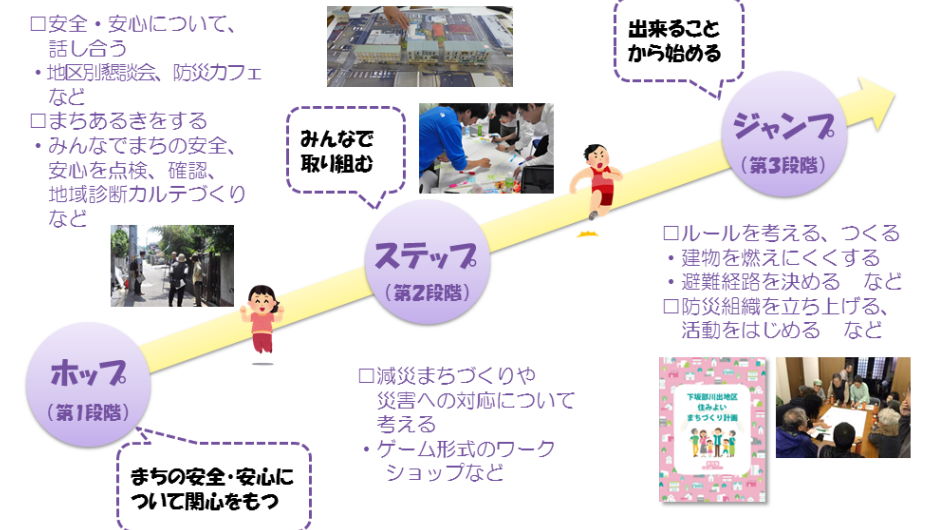 □安全・安心について、
話し合う
・地区別懇談会、防災カフェ
など
□まちあるきをする
・みんなでまちの安全、
安心を点検、確認、
地域診断カルテづくり
など
ホップ
（第1段階）
まちの安全・安心に
ついて関心をもつ
みんなで
取り組む
ステップ
（第2段階）
□減災まちづくりや
災害への対応について
考える
・ゲーム形式のワーク
ショップなど
出来ること
から始める
ジャンプ
（第3段階）
□ルールを考える、つくる
・建物を燃えにくくする
・避難経路を決める　など
□防災組織を立ち上げる、
活動をはじめる　など
下坂部川出地区
住みよい
まちづくり計画